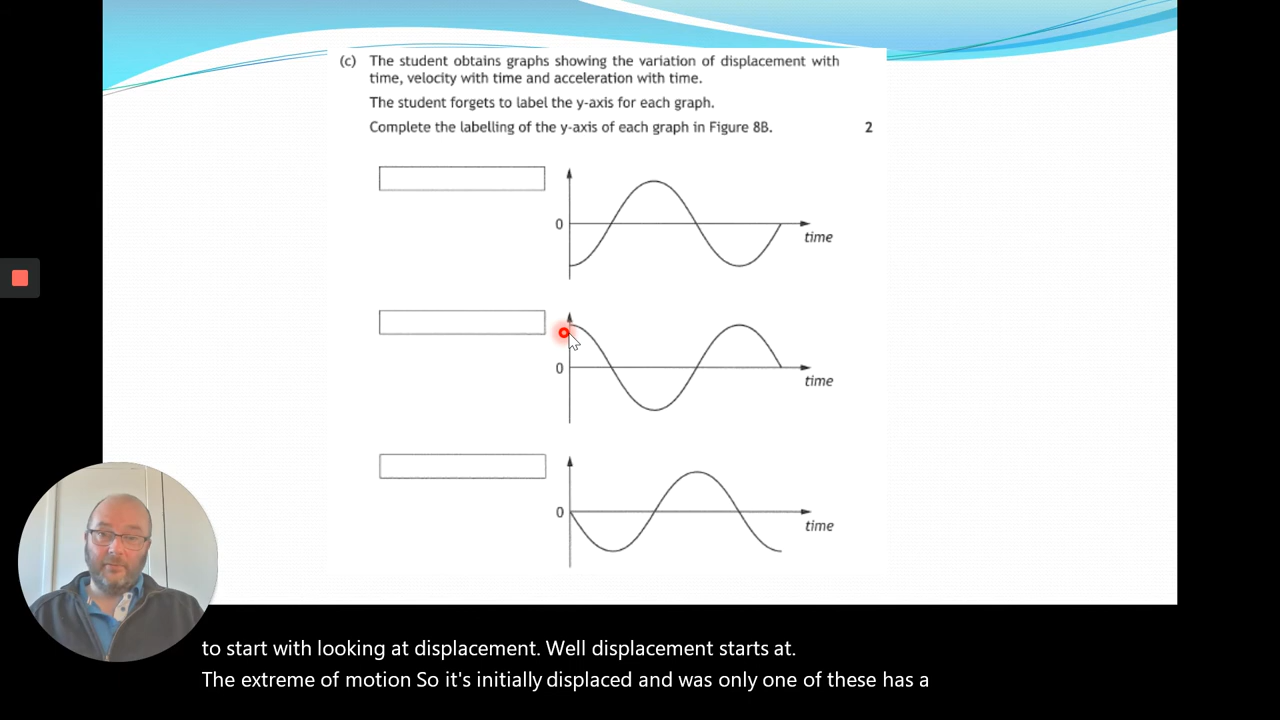 (c) The student obtains graphs showing the variation of displacement with
time, velocity with time and acceleration with time.
The student forgets to label the y-axis for each graph.
Complete the labelling of the y-axis of each graph in Figure 8B. 2
0
time
0
time
0
time
to start with looking at displacement. Well displacement starts at.
The extreme of motion So it's initially displaced and was only one of these has a